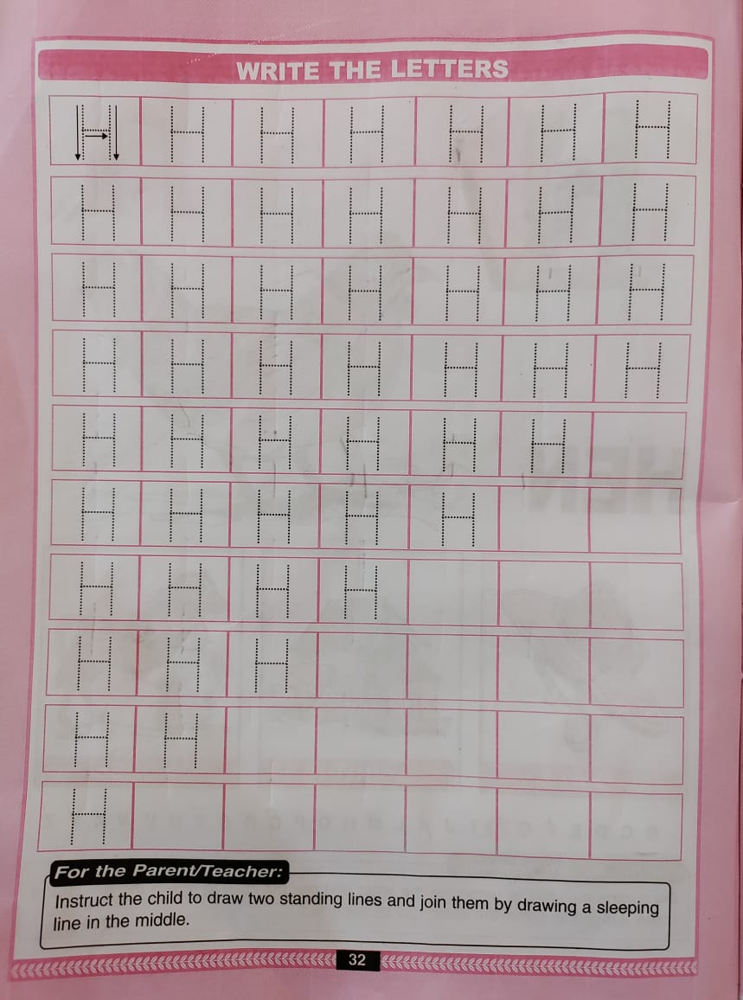 WRITE THE LETTERS
H H H H H H H
H H H H H H H
H H H H H H H
H H H H H H H
H H H H H H
H H H H H
H H H H
H H H
H H
H
For the Parent/Teacher:
Instruct the child to draw two standing lines and join them by drawing a sleeping
line in the middle.
32